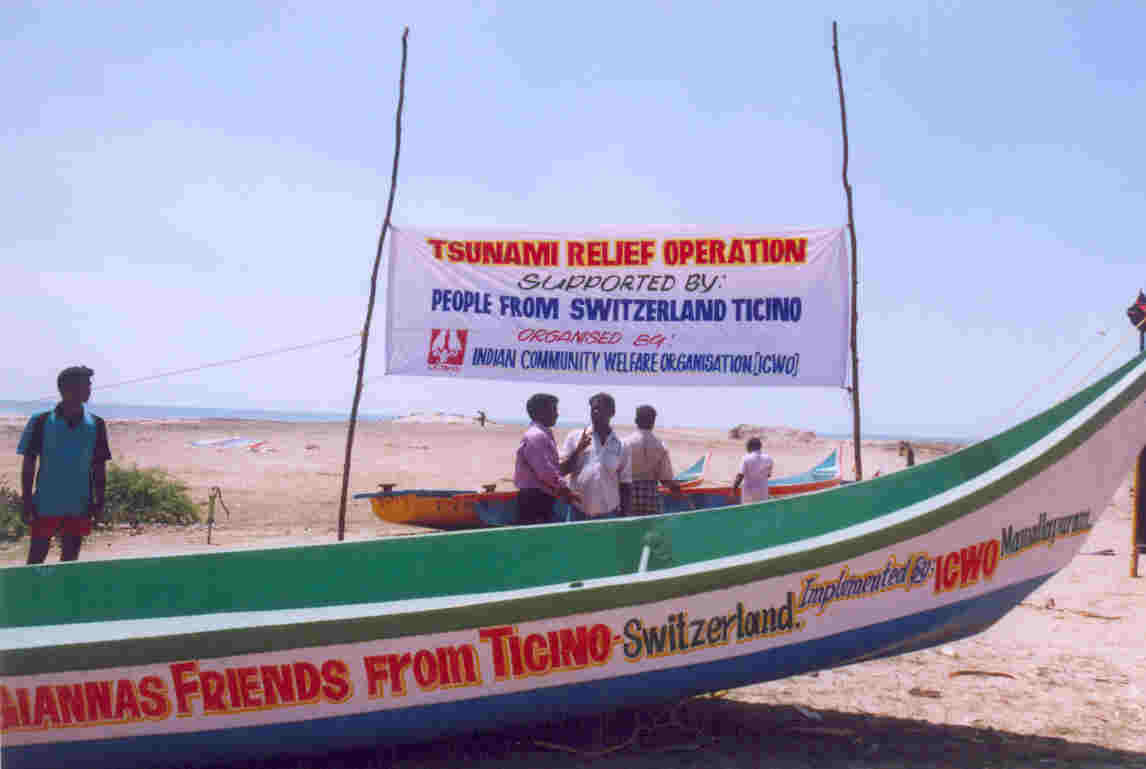 TSUNAMI RELIEF OPERATION
SUPPORTED BY:
PEOPLE FROM SWITZERLAND TICINO
ORGANISED BY:
INDIAN COMMUNITY WELFARE ORGANISATION [ICWO]
GIANNAS FRIENDS FROM TICINO - Switzerland. Implemented By: ICWO Mamallapuram.